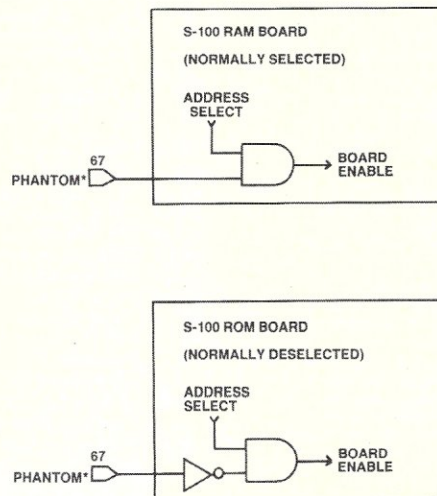 S-100 RAM BOARD
(NORMALLY SELECTED)
ADDRESS
SELECT
67
PHANTOM*
BOARD
ENABLE
S-100 ROM BOARD
(NORMALLY DESELECTED)
ADDRESS
SELECT
67
PHANTOM*
BOARD
ENABLE